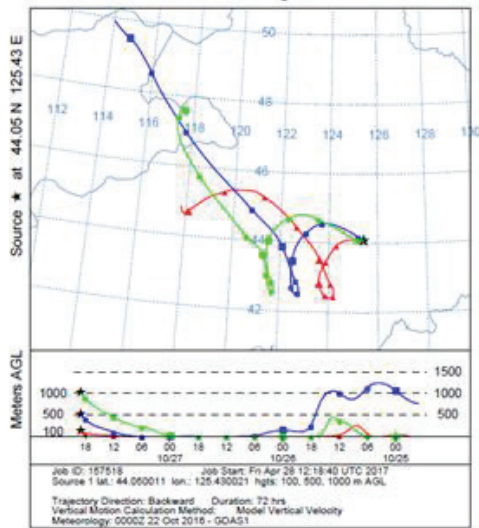 50
48
46
44
42
112
114
116
118
120
122
124
126
128
130
Source ★ at 44.05 N 125.43 E
Meters AGL
1500
1000
1000
500
500
100
18 12 06 00 18 12 06 00 18 12 06 00
10/27 10/26 10/25
Job ID: 157518 Job Start: Fri Apr 28 12:18:40 UTC 2017
Source 1 lat.: 44.050011 lon.: 125.430021 hgts: 100, 500, 1000 m AGL
Trajectory Direction: Backward Duration: 72 hrs
Vertical Motion Calculation Method: Model Vertical Velocity
Meteorology: 0000Z 22 Oct 2016 - GDAS1